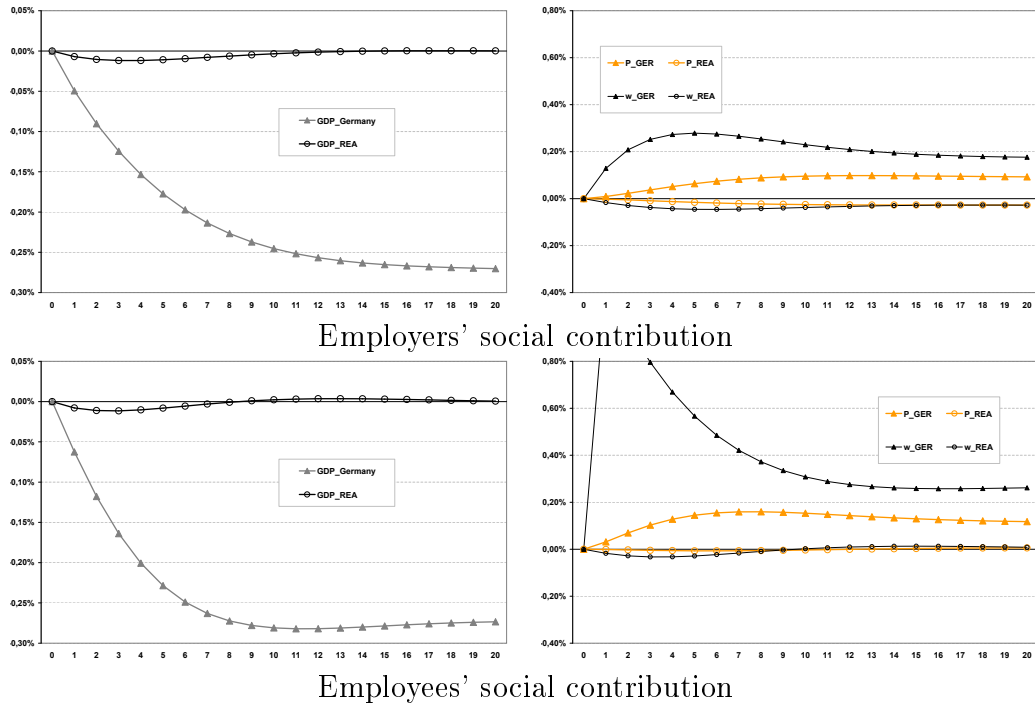 0,05%
0,00%
-0,05%
-0,10%
-0,15%
-0,20%
-0,25%
-0,30%
0 1 2 3 4 5 6 7 8 9 10 11 12 13 14 15 16 17 18 19 20
GDP_Germany
GDP_REA
0,80%
0,60%
0,40%
0,20%
0,00%
-0,20%
-0,40%
0 1 2 3 4 5 6 7 8 9 10 11 12 13 14 15 16 17 18 19 20
P_GER P_REA
w_GER w_REA
Employers' social contribution
0,05%
0,00%
-0,05%
-0,10%
-0,15%
-0,20%
-0,25%
-0,30%
0 1 2 3 4 5 6 7 8 9 10 11 12 13 14 15 16 17 18 19 20
GDP_Germany
GDP_REA
0,80%
0,60%
0,40%
0,20%
0,00%
-0,20%
-0,40%
0 1 2 3 4 5 6 7 8 9 10 11 12 13 14 15 16 17 18 19 20
P_GER P_REA
w_GER w_REA
Employees' social contribution